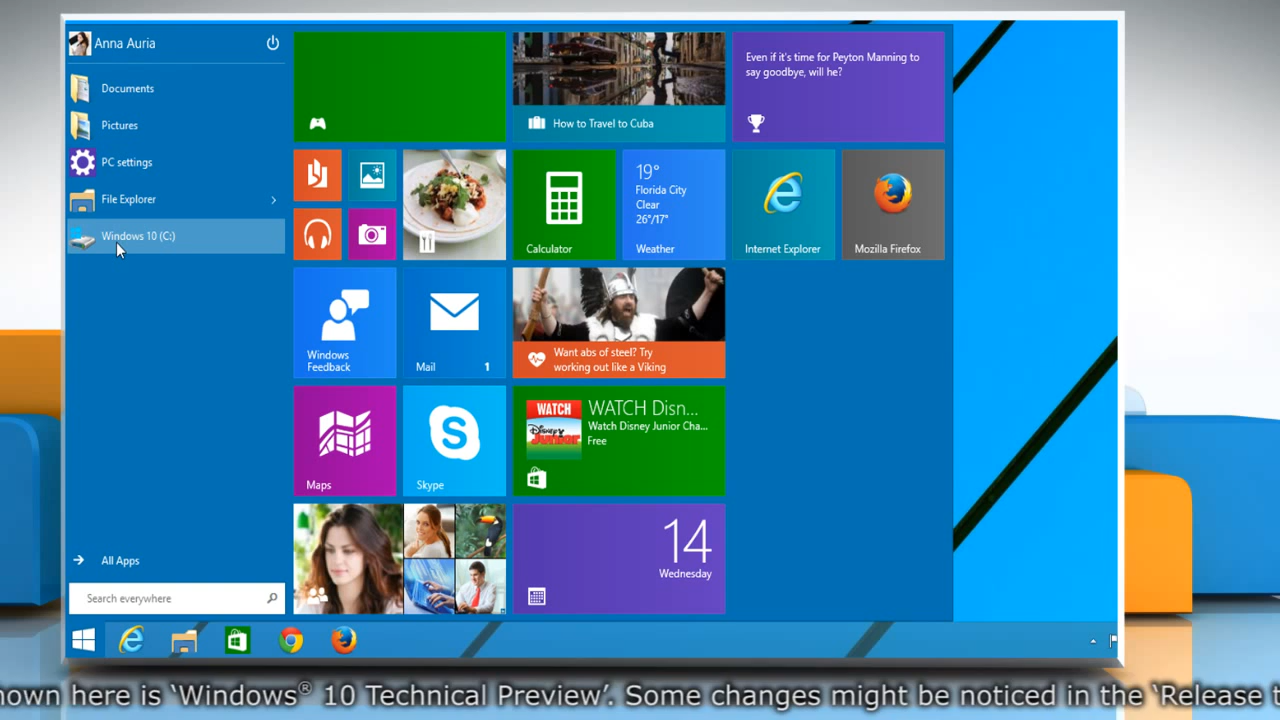 Anna Auria
Documents
Pictures
PC settings
File Explorer
Windows 10 (C:)
All Apps
Search everywhere
How to Travel to Cuba
Even if it's time for Peyton Manning to
say goodbye, will he?
Calculator
19°
Florida City
Clear
26°/17°
Weather
Internet Explorer
Mozilla Firefox
Windows
Feedback
Mail
1
Want abs of steel? Try
working out like a Viking
Maps
Skype
WATCH
Disney
Junior
WATCH Disn...
Watch Disney Junior Cha...
Free
14
Wednesday
hown here is ‘Windows® 10 Technical Preview’. Some changes might be noticed in the ‘Release t